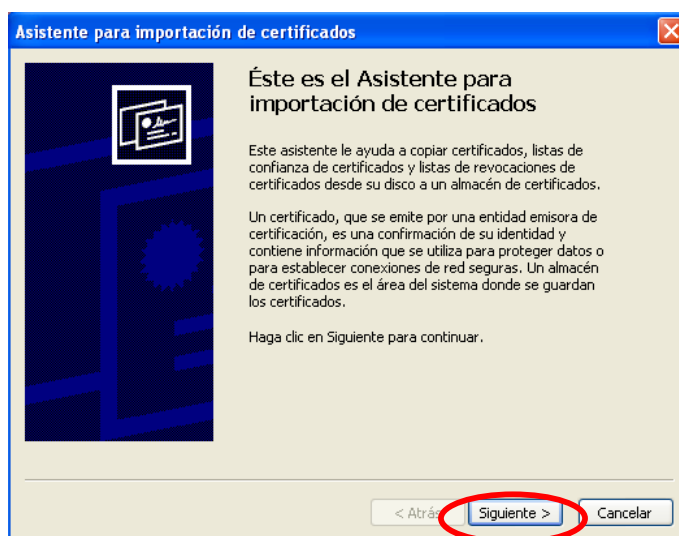 Asistente para importación de certificados
Éste es el Asistente para
importación de certificados
Este asistente le ayuda a copiar certificados, listas de
confianza de certificados y listas de revocaciones de
certificados desde su disco a un almacén de certificados.
Un certificado, que se emite por una entidad emisora de
certificación, es una confirmación de su identidad y
contiene información que se utiliza para proteger datos o
para establecer conexiones de red seguras. Un almacén
de certificados es el área del sistema donde se guardan
los certificados.
Haga clic en Siguiente para continuar.
< Atrás Siguiente > Cancelar